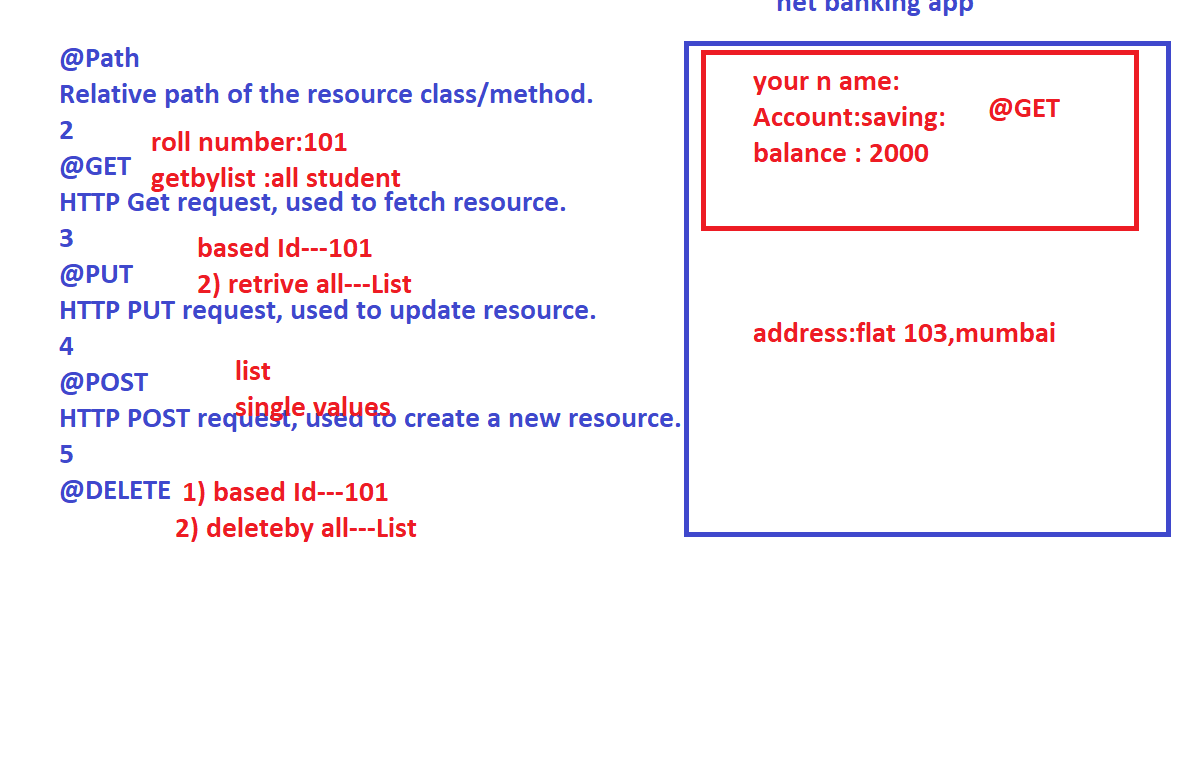 net banking app
@Path
Relative path of the resource class/method.
2
roll number:101
@GET
getbylist :all student
HTTP Get request, used to fetch resource.
3
based Id---101
@PUT
2) retrive all---List
HTTP PUT request, used to update resource.
4
list
@POST
single values
HTTP POST request, used to create a new resource.
5
@DELETE
1) based Id---101
2) deleteby all---List
your n ame:
Account:saving:
@GET
balance : 2000
address:flat 103,mumbai